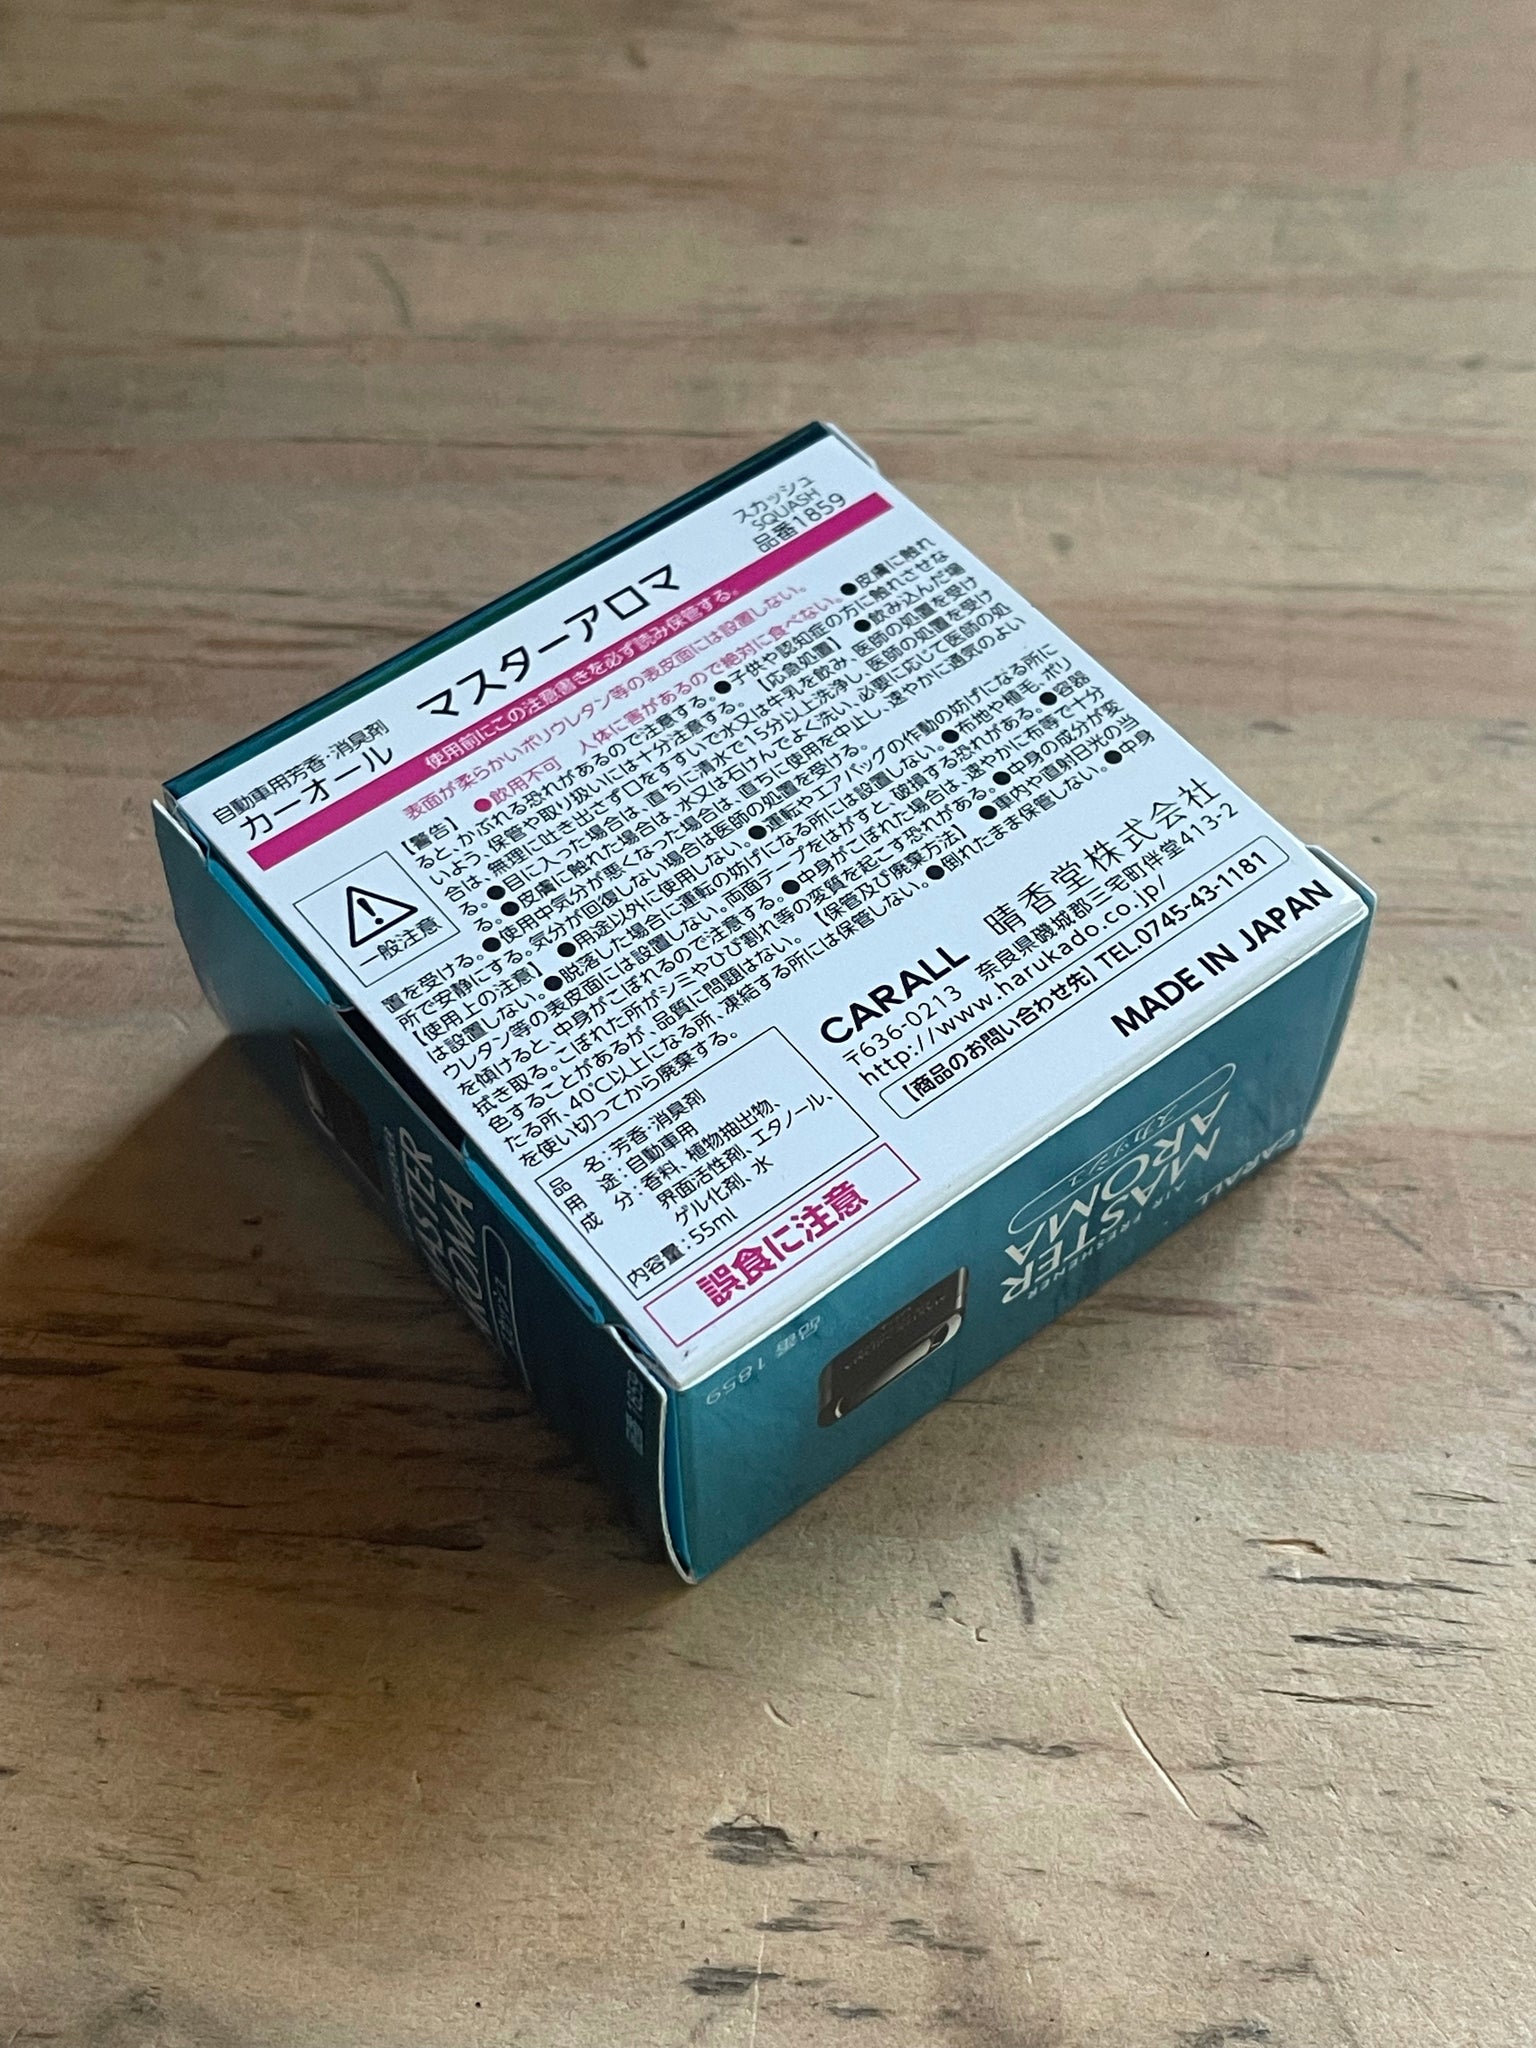 自動車用芳香・消臭剤
カーオール
マスターアロマ
スカッシュ
SQUASH
品番1859
使用前にこの注意書きを必ず読み保管する。
表面が柔らかいポリウレタン等の表皮面には設置しない。
●飲用不可 人体に害があるので絶対に食べない。
一般注意
【警告】 ●子供や認知症の方に触れさせな
いよう、保管や取り扱いには十分注意する。【応急処置】●飲み込んだ場
合は、無理に吐き出さず口をすすいで水又は牛乳を飲み、医師の処置を受け
る。●目に入った場合は、直ちに清水で15分以上洗浄し、医師の処置を受け
る。●皮膚に触れた場合は、水又は石けんでよく洗い、必要に応じて医師の処
置を受ける。●使用中気分が悪くなった場合は、直ちに使用を中止し、速やかに通気のよい
所で安静にする。気分が回復しない場合は医師の処置を受ける。
【使用上の注意】●用途以外に使用しない。●運転やエアバッグの作動の妨げになる所に
は設置しない。●脱落した場合に運転の妨げになる所には設置しない。●布地や植毛、ポリ
ウレタン等の表皮面には設置しない。両面テープをはがすと、破損する恐れがある。●容器
を傾けると、中身がこぼれるので注意する。●中身がこぼれた場合は、速やかに布等で十分
拭き取る。こぼれた所がシミやひび割れ等の変質を起こす恐れがある。●中身の成分が変
色することがあるが、品質に問題はない。【保管及び廃棄方法】●車内や直射日光の当
たる所、40℃以上になる所、凍結する所には保管しない。●倒れたまま保管しない。●中身
を使い切ってから廃棄する。
品名：芳香・消臭剤
用途：自動車用
成分：香料、植物抽出物、
界面活性剤、エタノール、
ゲル化剤、水
内容量：55ml
誤食に注意
CARALL 晴香堂株式会社
〒636-0213 奈良県磯城郡三宅町伴堂413-2
http://www.harukado.co.jp/
【商品のお問い合わせ先】TEL.0745-43-1181
MADE IN JAPAN
CARALL AIR FRESHENER
MASTER
AROMA
スカッシュ
品番 1859
MASTER
AROMA
スカッシュ
品番 1859